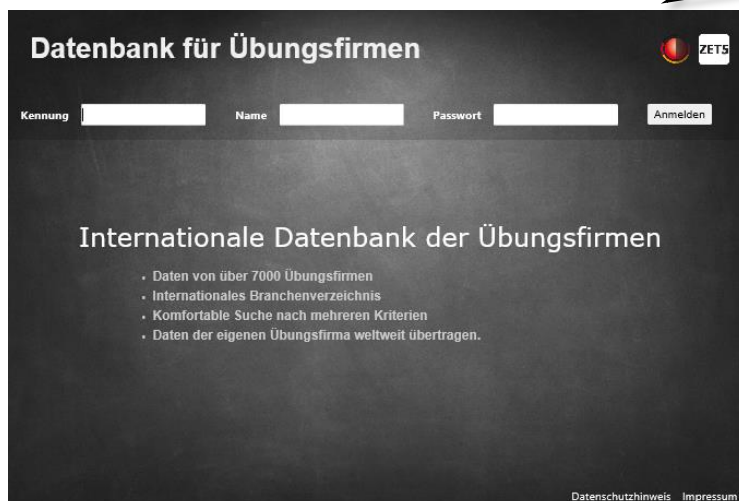 Datenbank für Übungsfirmen
ZETS
Kennung Name Passwort Anmelden
Internationale Datenbank der Übungsfirmen
• Daten von über 7000 Übungsfirmen
• Internationales Branchenverzeichnis
• Komfortable Suche nach mehreren Kriterien
• Daten der eigenen Übungsfirma weltweit übertragen.
Datenschutzhinweis Impressum